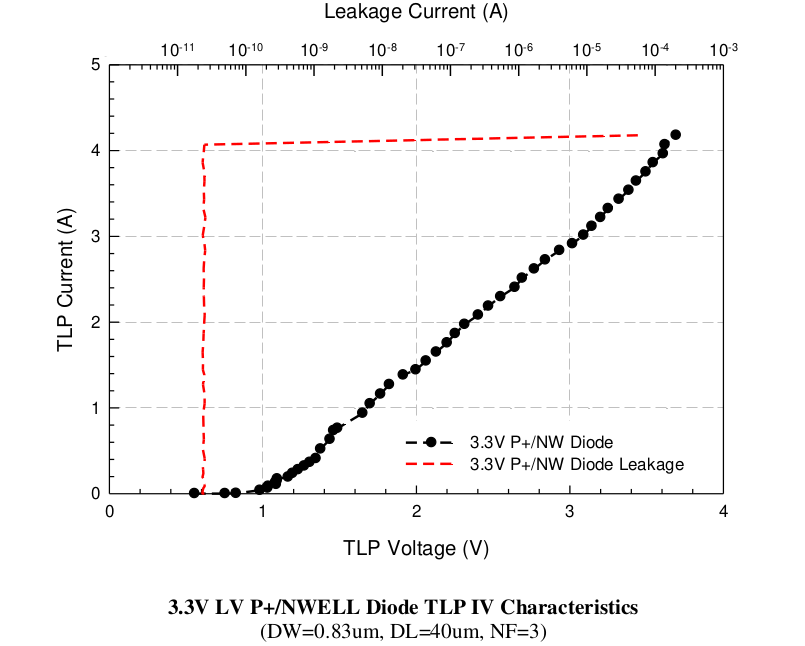 Leakage Current (A)
10-11 10-10 10-9 10-8 10-7 10-6 10-5 10-4 10-3
5
4
3
2
1
0
TLP Current (A)
3.3V P+/NW Diode
3.3V P+/NW Diode Leakage
0 1 2 3 4
TLP Voltage (V)
3.3V LV P+/NWELL Diode TLP IV Characteristics
(DW=0.83um, DL=40um, NF=3)